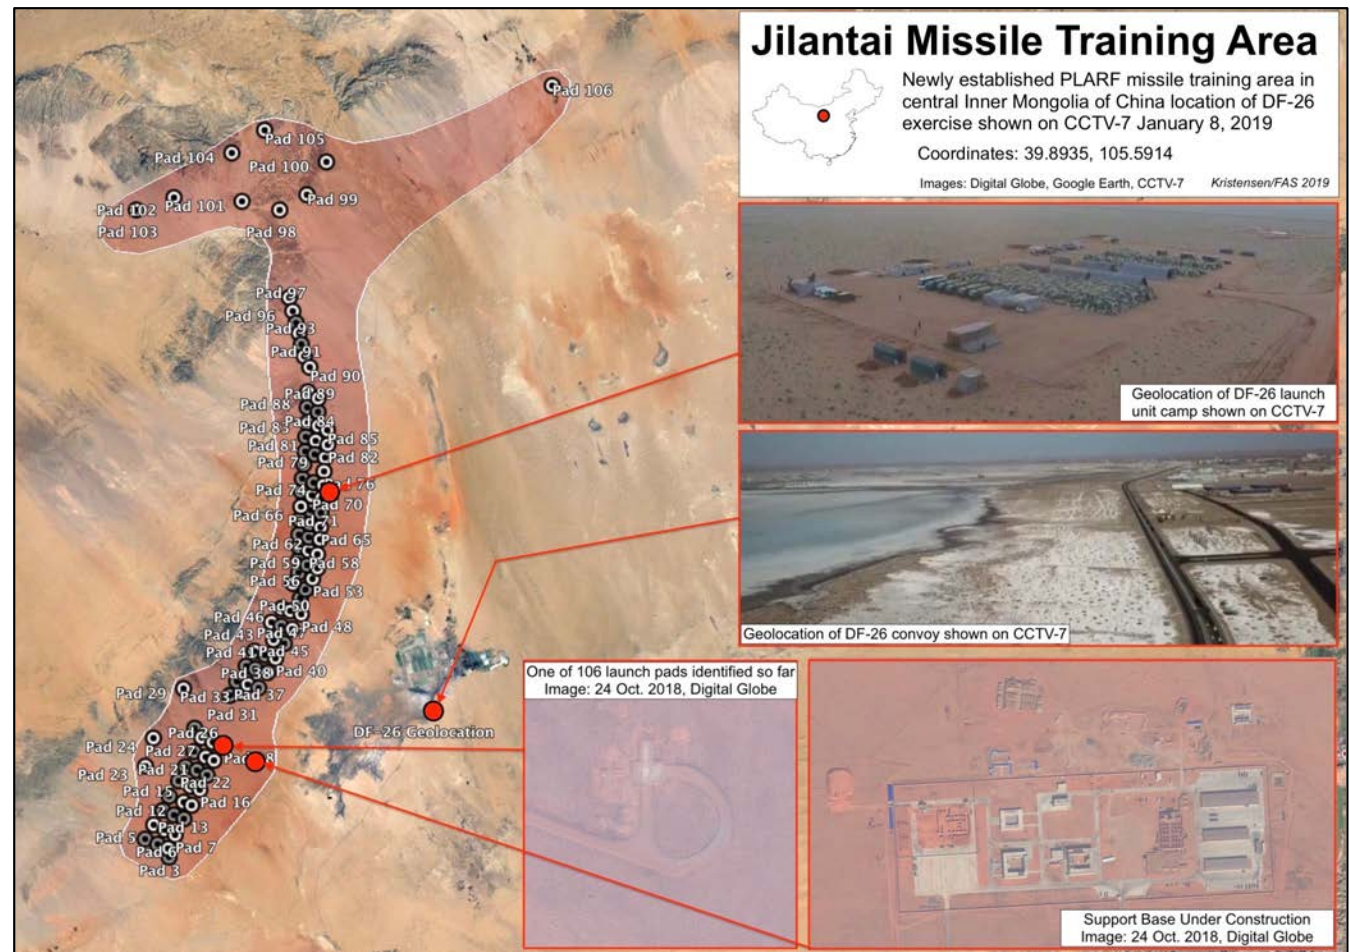 Jilantai Missile Training Area
Newly established PLARF missile training area in
central Inner Mongolia of China location of DF-26
exercise shown on CCTV-7 January 8, 2019
Coordinates: 39.8935, 105.5914
Images: Digital Globe, Google Earth, CCTV-7 Kristensen/FAS 2019
Pad 106
Pad 105
Pad 104
Pad 100
Pad 102
Pad 101
Pad 99
Pad 103
Pad 98
Pad 97
Pad 96
Pad 93
Pad 91
Pad 90
Pad 89
Pad 88
Pad 84
Pad 83
Pad 85
Pad 81
Pad 82
Pad 79
Pad 74
Pad 70
Pad 66
Pad 71
Pad 62
Pad 65
Pad 59
Pad 58
Pad 56
Pad 53
Pad 50
Pad 46
Pad 48
Pad 43
Pad 47
Pad 41
Pad 45
Pad 38
Pad 40
Pad 29
Pad 33
Pad 37
Pad 31
Pad 26
Pad 24
Pad 27
Pad 23
Pad 21
Pad 22
Pad 15
Pad 16
Pad 12
Pad 13
Pad 5
Pad 6
Pad 7
Pad 3
DF-26 Geolocation
Geolocation of DF-26 launch
unit camp shown on CCTV-7
Geolocation of DF-26 convoy shown on CCTV-7
One of 106 launch pads identified so far
Image: 24 Oct. 2018, Digital Globe
Support Base Under Construction
Image: 24 Oct. 2018, Digital Globe